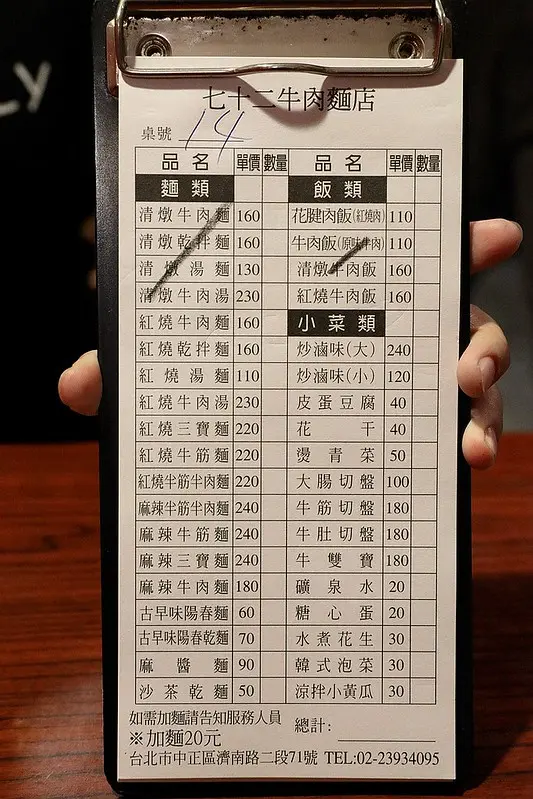 LY
七十二牛肉麵店
桌號 14
品名 單價 數量 品名 單價 數量
麵類 飯類
清燉牛肉麵 160 花腱肉飯(紅燒肉) 110
清燉乾拌麵 160 牛肉飯(原味牛肉) 110
清燉湯麵 130 清燉牛肉飯 160
清燉牛肉湯 230 紅燒牛肉飯 160
紅燒牛肉麵 160 小菜類
紅燒乾拌麵 160 炒滷味(大) 240
紅燒湯麵 110 炒滷味(小) 120
紅燒牛肉湯 230 皮蛋豆腐 40
紅燒三寶麵 220 花干 40
紅燒牛筋麵 220 燙青菜 50
紅燒半筋半肉麵 220 大腸切盤 100
麻辣半筋半肉麵 240 牛筋切盤 180
麻辣牛筋麵 240 牛肚切盤 180
麻辣三寶麵 240 牛雙寶 180
麻辣牛肉麵 180 礦泉水 20
古早味陽春麵 60 糖心蛋 20
古早味陽春乾麵 70 水煮花生 30
麻醬麵 90 韓式泡菜 30
沙茶乾麵 50 涼拌小黃瓜 30
如需加麵請告知服務人員 總計:
※加麵20元
台北市中正區濟南路二段71號 TEL:02-23934095